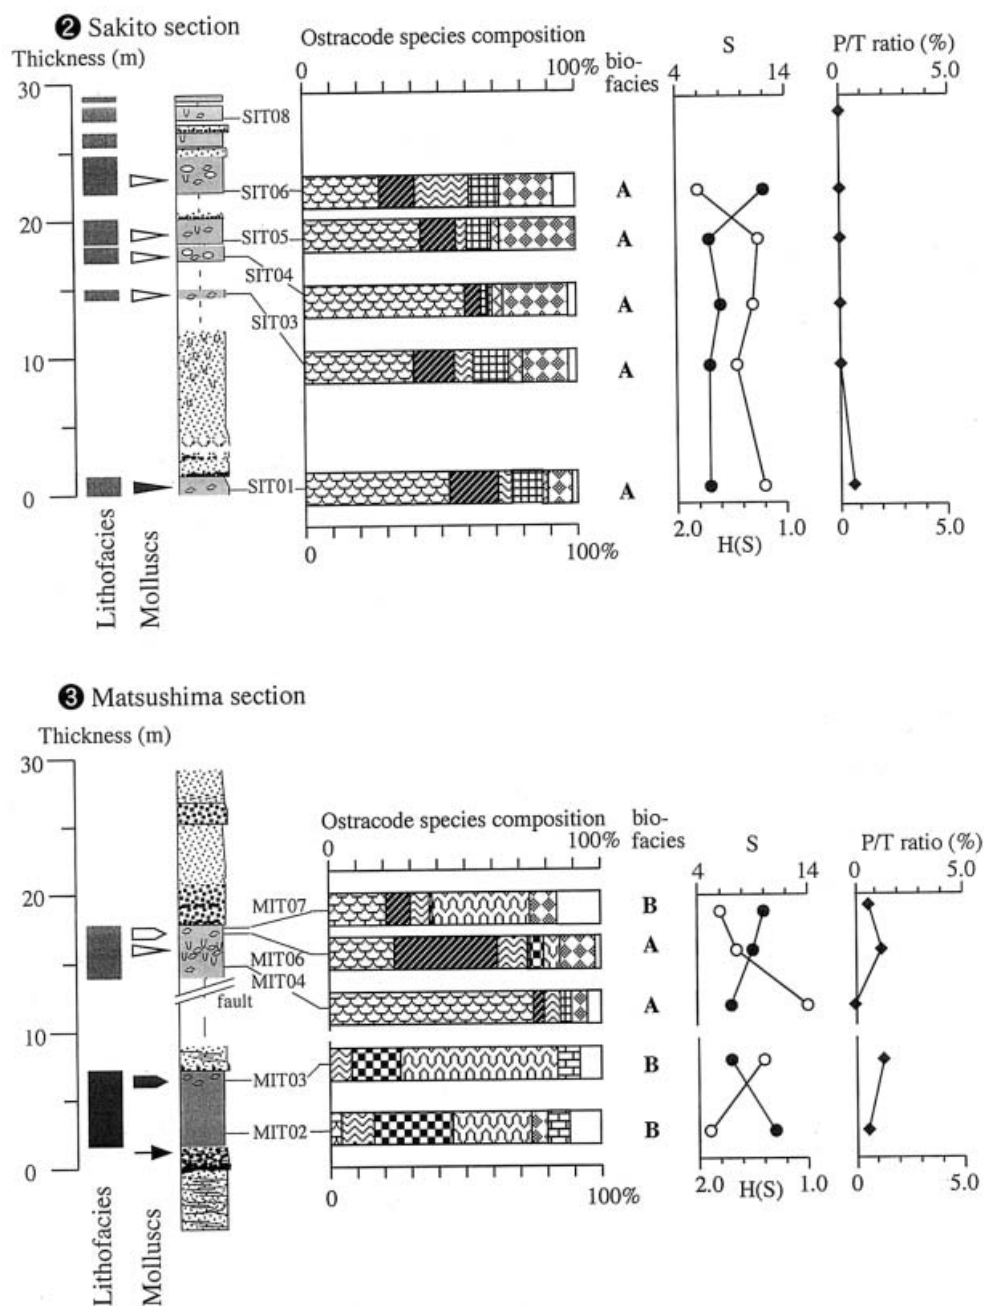 ❷ Sakito section
Ostracode species composition
S
P/T ratio (%)
Thickness (m)
0
100%
bio-
facies
4
14
0
5.0
30
SIT08
SIT06
A
20
SIT05
A
SIT04
A
SIT03
10
A
SIT01
A
0
0
100%
2.0
1.0
H(S)
0
5.0
Lithofacies
Molluscs
❸ Matsushima section
Thickness (m)
30
Ostracode species composition
bio-
facies
S
P/T ratio (%)
0
100%
4
14
0
5.0
20
MIT07
B
MIT06
A
MIT04
fault
A
10
MIT03
B
MIT02
B
0
0
100%
2.0
H(S)
1.0
0
5.0
Lithofacies
Molluscs